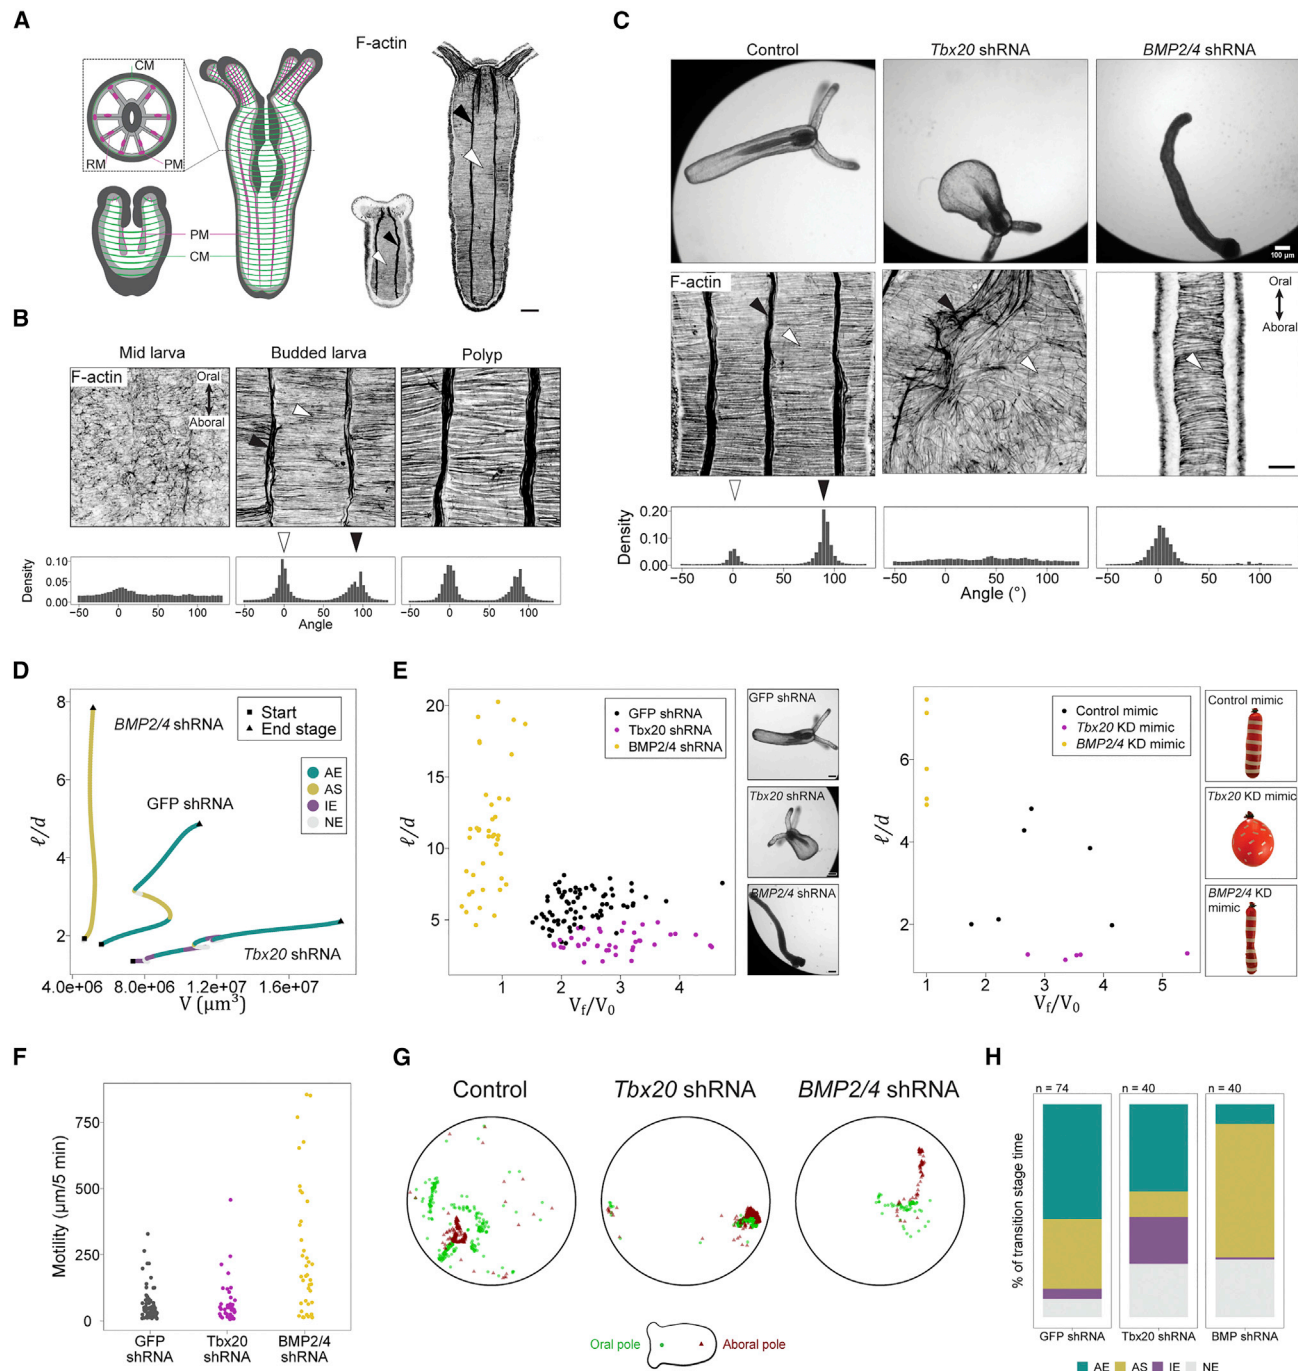 A
F-actin
CM
RM
PM
PM
CM
B
Mid larva
Budded larva
Polyp
F-actin
Oral
Aboral
Density
0.10
0.05
0.00
−50 0 50 100
−50 0 50 100
−50 0 50 100
Angle
C
Control
Tbx20 shRNA
BMP2/4 shRNA
100 µm
F-actin
Oral
Aboral
Density
0.20
0.10
0.00
−50 0 50 100
−50 0 50 100
−50 0 50 100
Angle (°)
D
ℓ/d
8
6
4
2
BMP2/4 shRNA
GFP shRNA
Tbx20 shRNA
Start
End stage
AE
AS
IE
NE
4.0e+06 8.0e+06 1.2e+07 1.6e+07
V (µm³)
E
ℓ/d
20
15
10
5
GFP shRNA
Tbx20 shRNA
BMP2/4 shRNA
1 2 3 4
Vf/V0
GFP shRNA
Tbx20 shRNA
BMP2/4 shRNA
ℓ/d
6
4
2
Control mimic
Tbx20 KD mimic
BMP2/4 KD mimic
1 2 3 4 5
Vf/V0
Control mimic
Tbx20 KD mimic
BMP2/4 KD
mimic
F
Motility (µm/5 min)
750
500
250
0
GFP
shRNA
Tbx20
shRNA
BMP2/4
shRNA
G
Control
Tbx20 shRNA
BMP2/4 shRNA
Oral pole
Aboral pole
H
% of transition stage time
n = 74
n = 40
n = 40
GFP shRNA
Tbx20 shRNA
BMP shRNA
AE AS IE NE